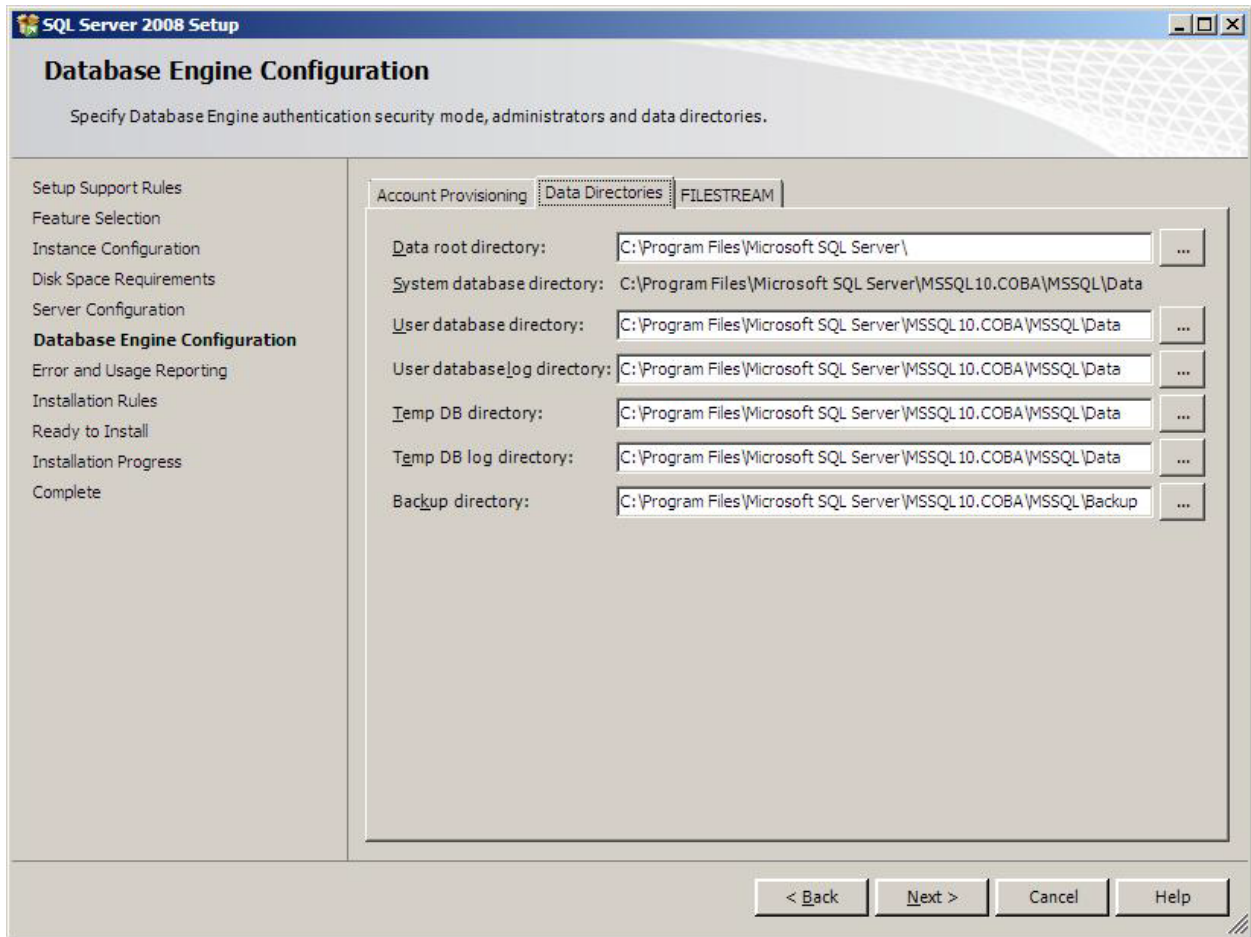 SQL Server 2008 Setup
Database Engine Configuration
Specify Database Engine authentication security mode, administrators and data directories.
Setup Support Rules
Feature Selection
Instance Configuration
Disk Space Requirements
Server Configuration
Database Engine Configuration
Error and Usage Reporting
Installation Rules
Ready to Install
Installation Progress
Complete
Account Provisioning Data Directories FILESTREAM
Data root directory: C:\Program Files\Microsoft SQL Server\ ...
System database directory: C:\Program Files\Microsoft SQL Server\MSSQL10.COBA\MSSQL\Data
User database directory: C:\Program Files\Microsoft SQL Server\MSSQL10.COBA\MSSQL\Data ...
User database log directory: C:\Program Files\Microsoft SQL Server\MSSQL10.COBA\MSSQL\Data ...
Temp DB directory: C:\Program Files\Microsoft SQL Server\MSSQL10.COBA\MSSQL\Data ...
Temp DB log directory: C:\Program Files\Microsoft SQL Server\MSSQL10.COBA\MSSQL\Data ...
Backup directory: C:\Program Files\Microsoft SQL Server\MSSQL10.COBA\MSSQL\Backup ...
< Back Next > Cancel Help